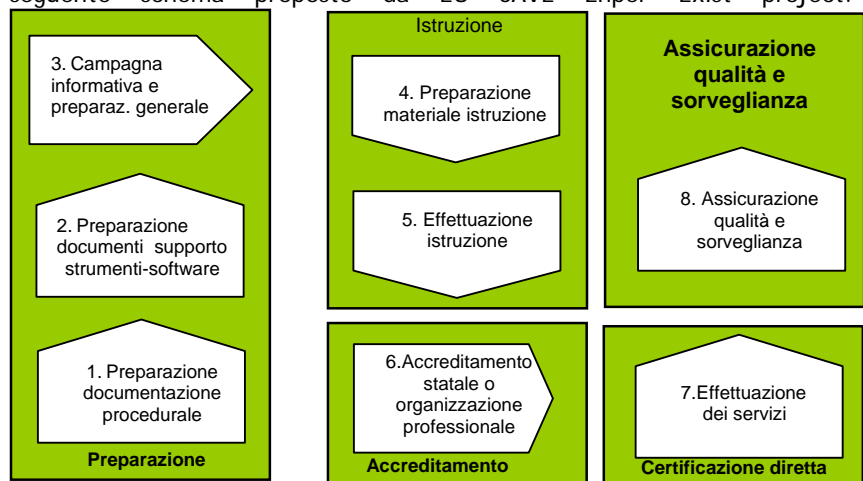 Istruzione
3. Campagna
informativa e
preparaz. generale
2. Preparazione
documenti supporto
strumenti-software
1. Preparazione
documentazione
procedurale
Preparazione
4. Preparazione
materiale istruzione
5. Effettuazione
istruzione
6.Accreditamento
statale o
organizzazione
professionale
Accreditamento
Assicurazione
qualità e
sorveglianza
8. Assicurazione
qualità e
sorveglianza
7.Effettuazione
dei servizi
Certificazione diretta